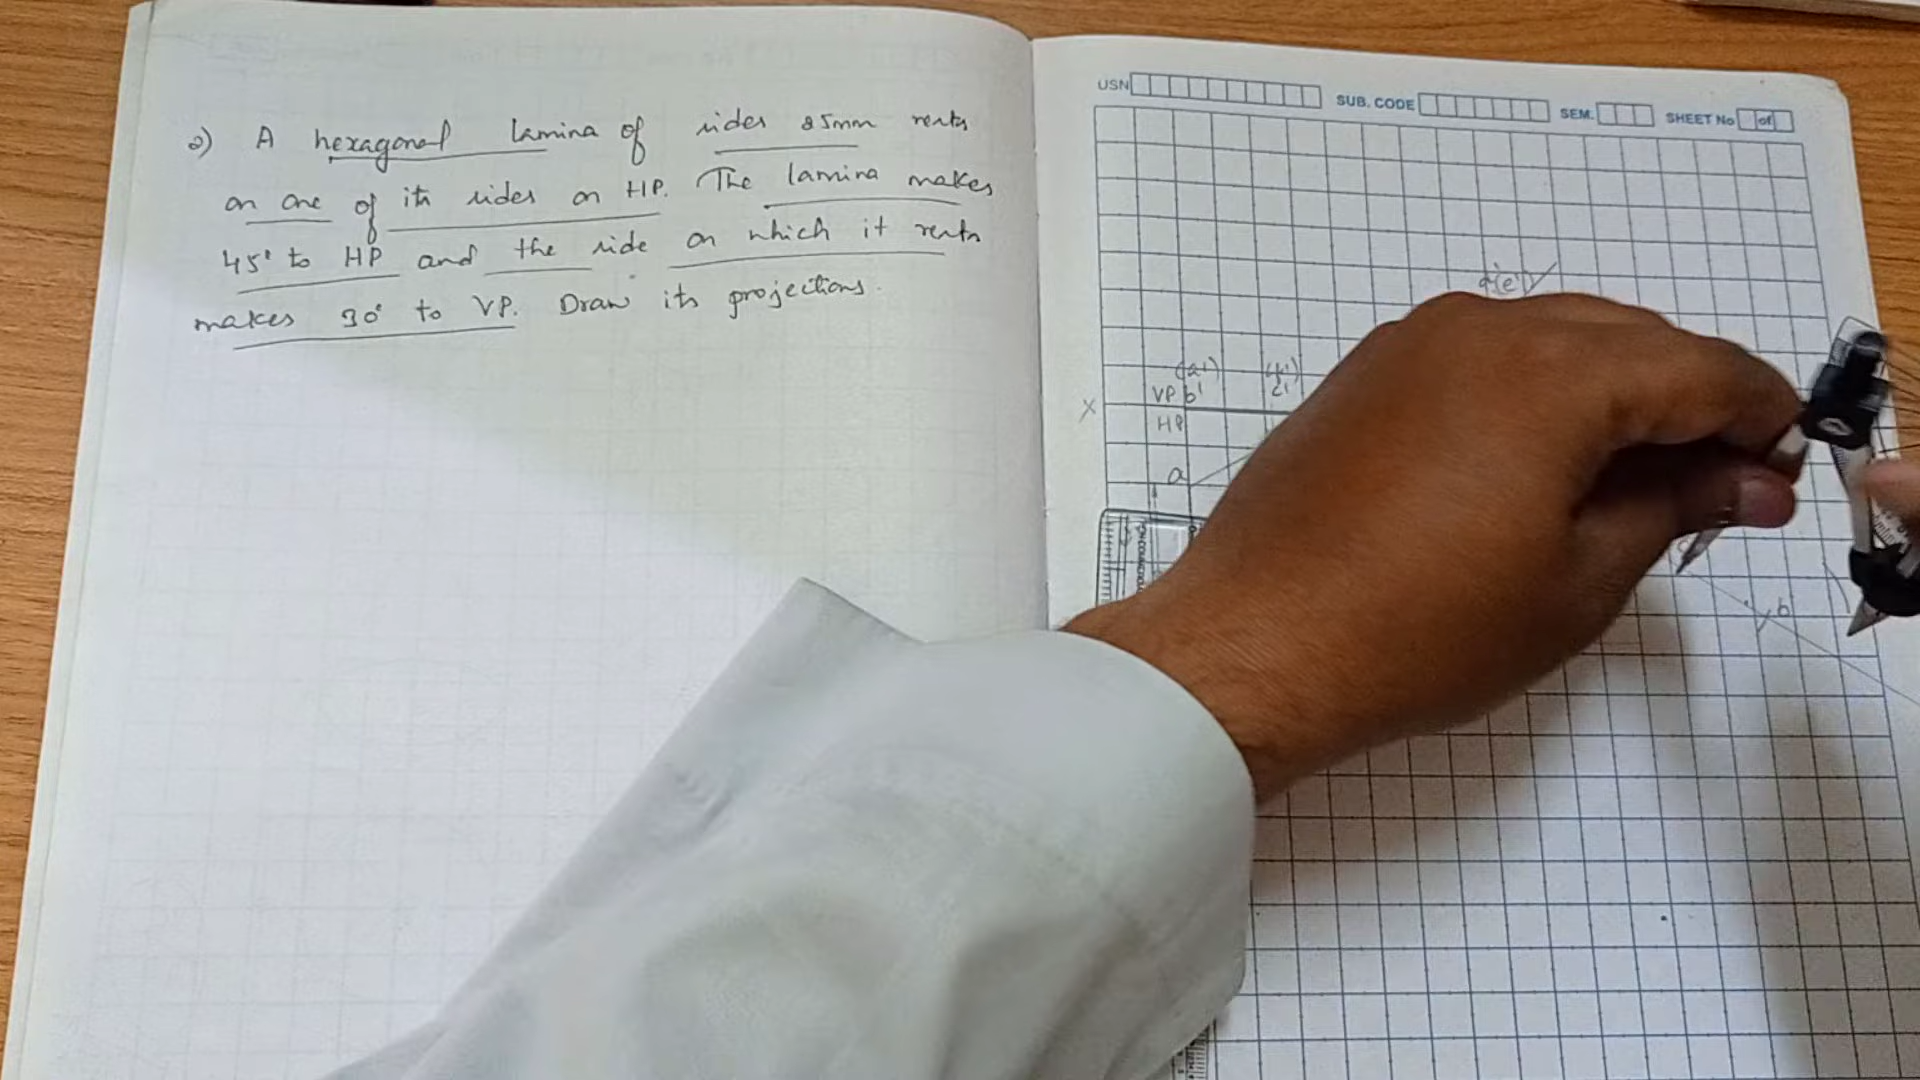 2) A hexagonal lamina of sides 25mm rests
on one of its sides on HP. The lamina makes
45° to HP and the side on which it rests
makes 30° to VP. Draw its projections.
USN SUB. CODE SEM. SHEET No of
d'(e')
(a') (f')
VP b' c'
X
HP
a
b